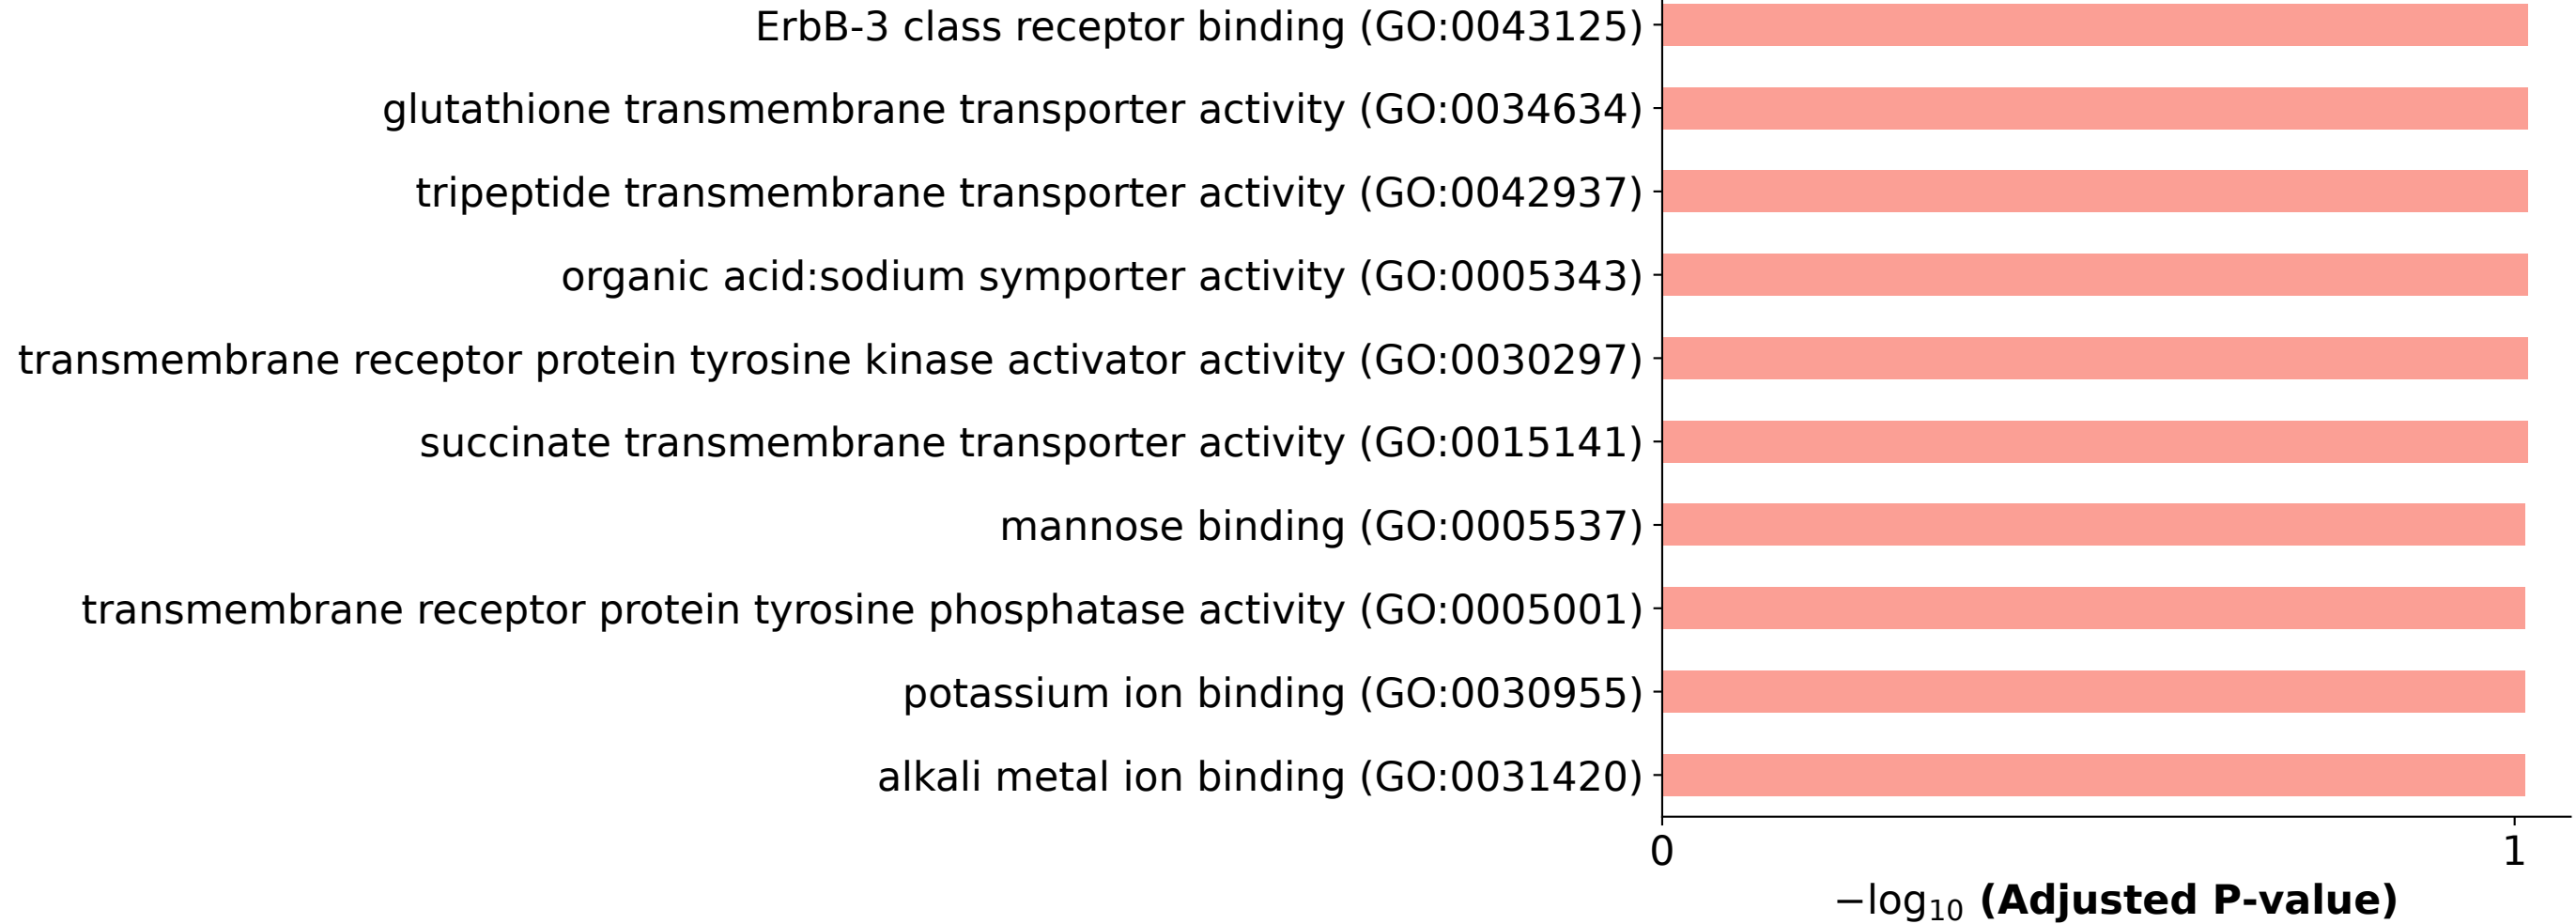 ErbB-3 class receptor binding (GO:0043125)
glutathione transmembrane transporter activity (GO:0034634)
tripeptide transmembrane transporter activity (GO:0042937)
organic acid:sodium symporter activity (GO:0005343)
transmembrane receptor protein tyrosine kinase activator activity (GO:0030297)
succinate transmembrane transporter activity (GO:0015141)
mannose binding (GO:0005537)
transmembrane receptor protein tyrosine phosphatase activity (GO:0005001)
potassium ion binding (GO:0030955)
alkali metal ion binding (GO:0031420)
0 1
−log₁₀ (Adjusted P-value)